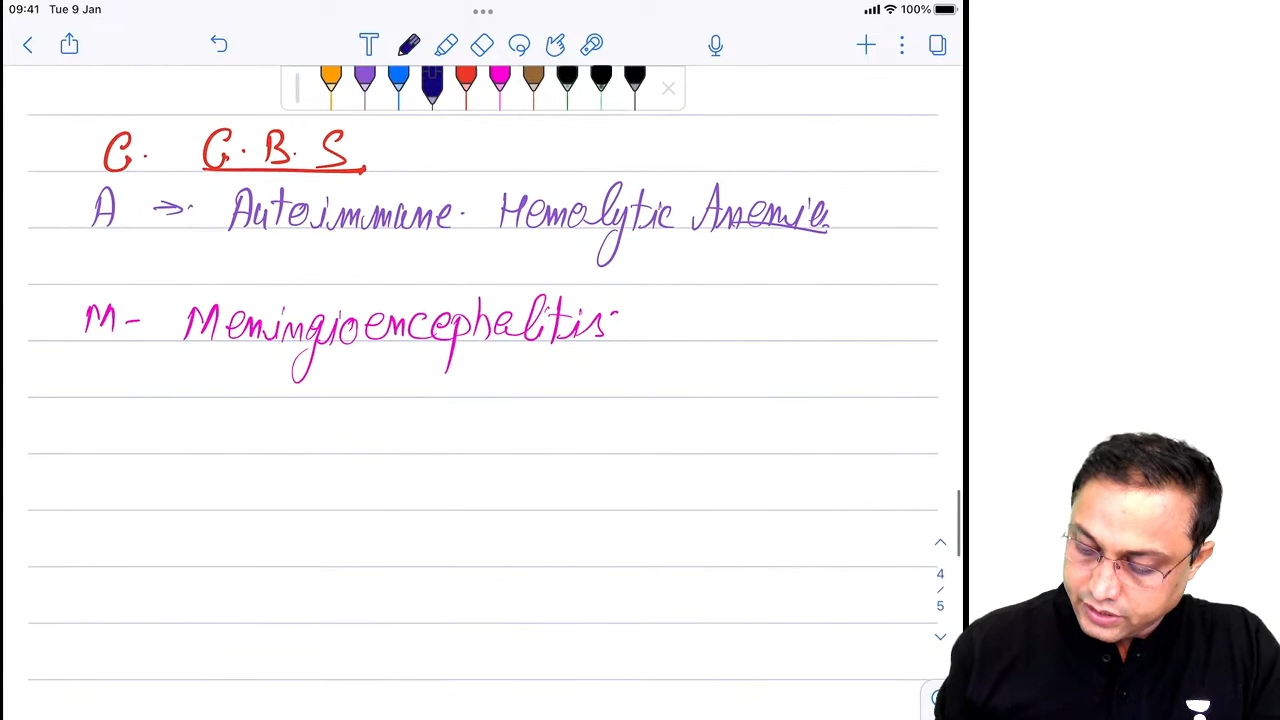 09:41 Tue 9 Jan
100%
T
G. G.B.S.
A → Autoimmune Hemolytic Anemia
M- Meningioencephalitis
4
/
5